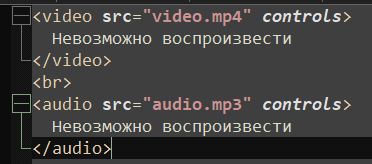 <video src="video.mp4" controls>
Невозможно воспроизвести
</video>
<br>
<audio src="audio.mp3" controls>
Невозможно воспроизвести
</audio>